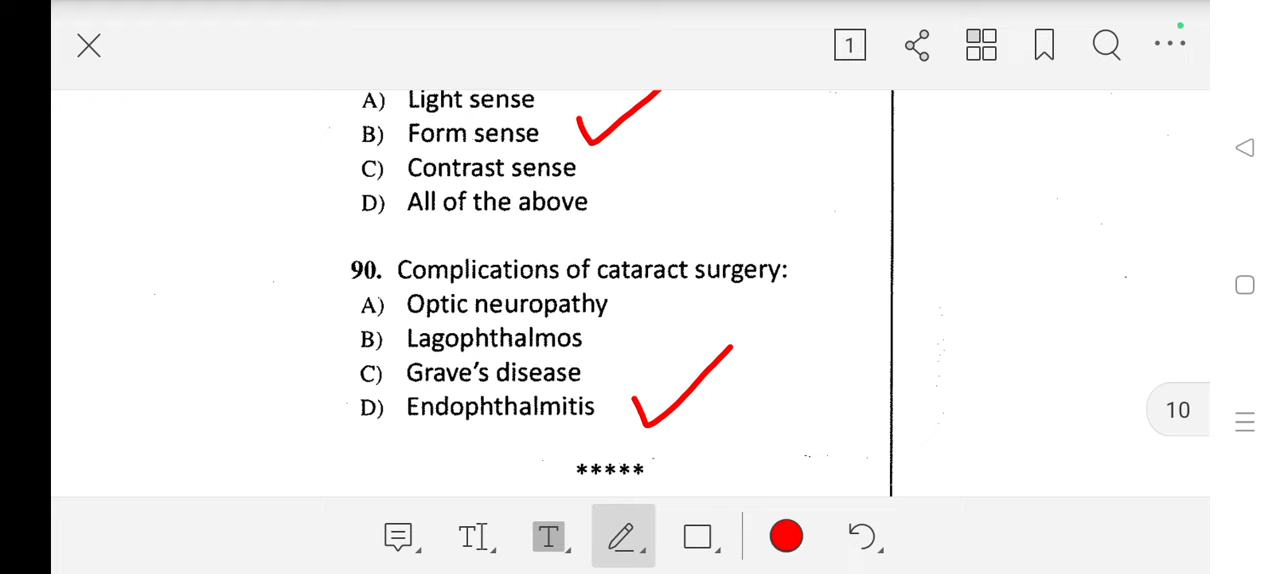 1
A) Light sense
B) Form sense
C) Contrast sense
D) All of the above
90. Complications of cataract surgery:
A) Optic neuropathy
B) Lagophthalmos
C) Grave's disease
D) Endophthalmitis
10
*****
TI T